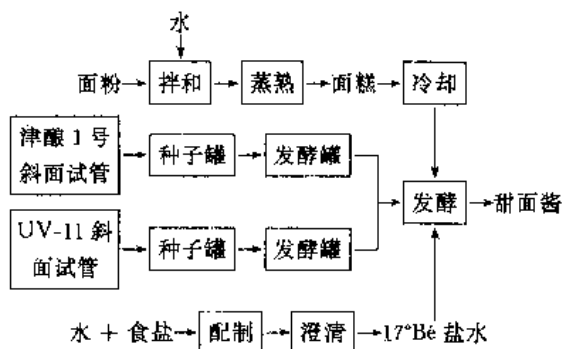 水
面粉 拌和 蒸熟 面糕 冷却
津酿1号
斜面试管
种子罐 发酵罐
发酵 甜面酱
UV-11斜
面试管
种子罐 发酵罐
水 + 食盐 配制 澄清 17°Bé 盐水